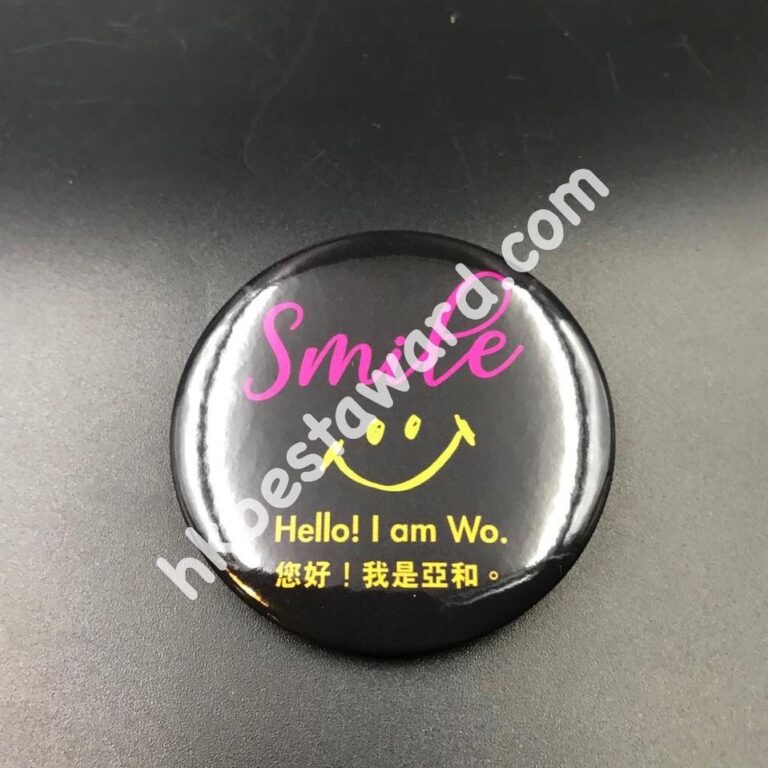 Smile
Hello! I am Wo.
您好！我是亞和。
hkbestaward.com